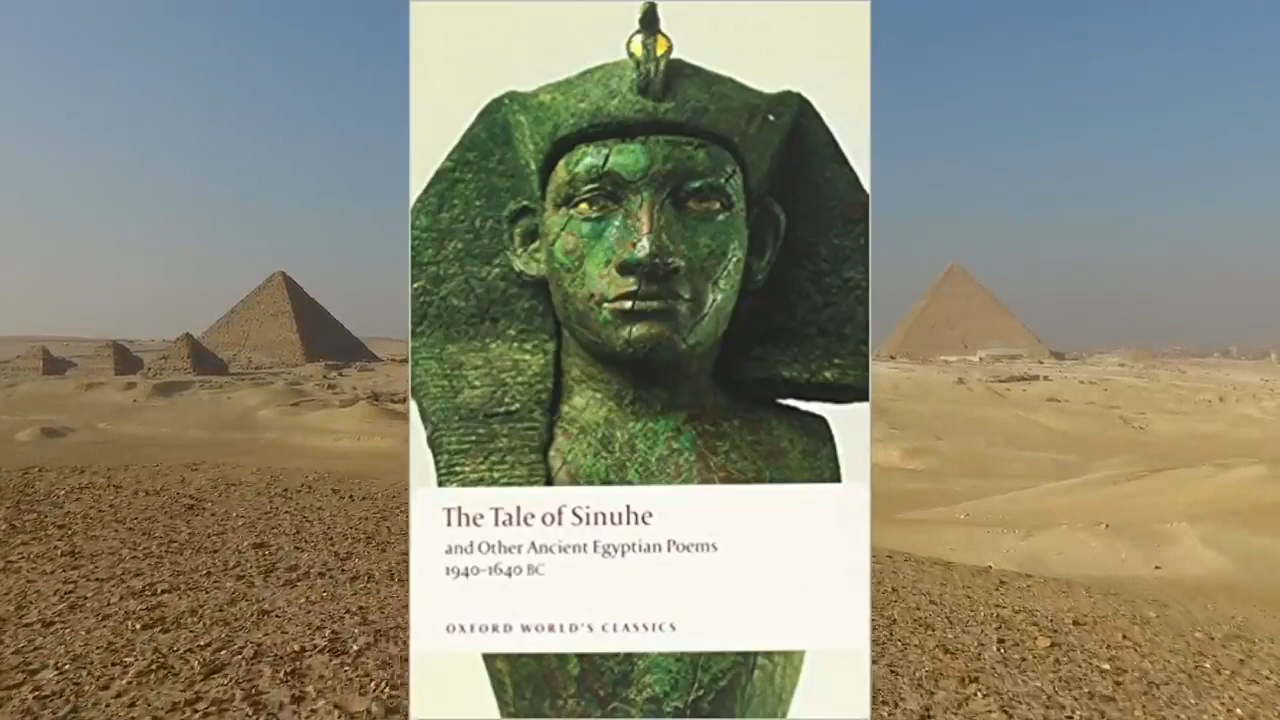 The Tale of Sinuhe
and Other Ancient Egyptian Poems
1940–1640 BC
OXFORD WORLD'S CLASSICS